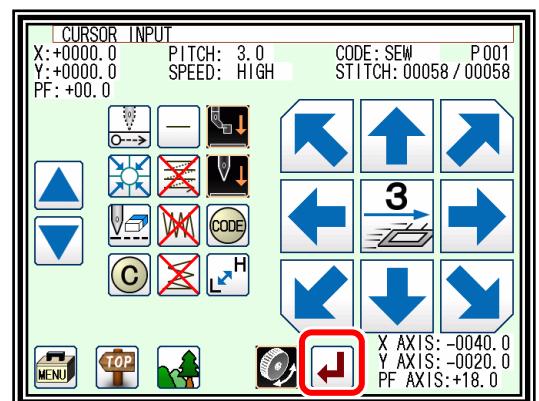 CURSOR INPUT
X:+0000.0 PITCH: 3.0 CODE:SEW P001
Y:+0000.0 SPEED: HIGH STITCH:00058/00058
PF:+00.0
3
CODE
C
L H
MENU
TOP
X AXIS:-0040.0
Y AXIS:-0020.0
PF AXIS:+18.0